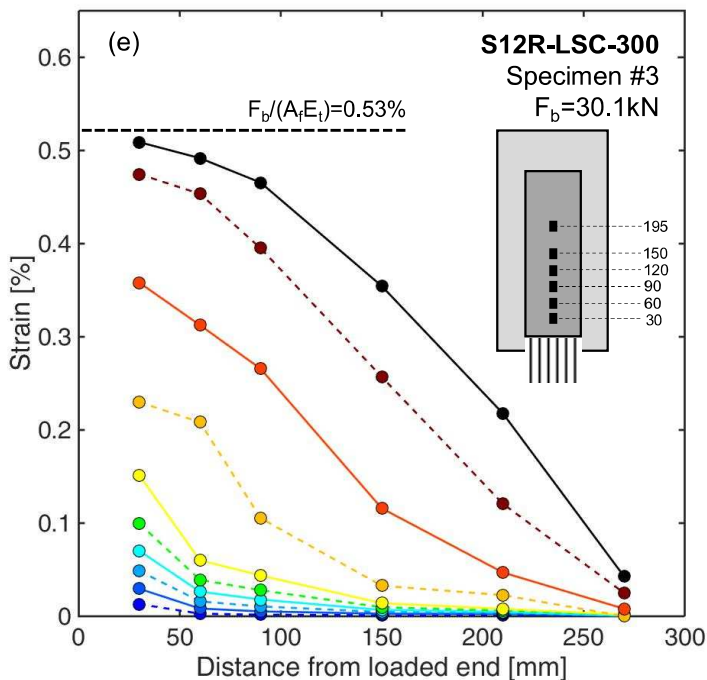 (e)
S12R-LSC-300
Specimen #3
F_b=30.1kN
F_b/(A_fE_t)=0.53%
0.6
0.5
0.4
0.3
0.2
0.1
0
Strain [%]
195
150
120
90
60
30
0 50 100 150 200 250 300
Distance from loaded end [mm]